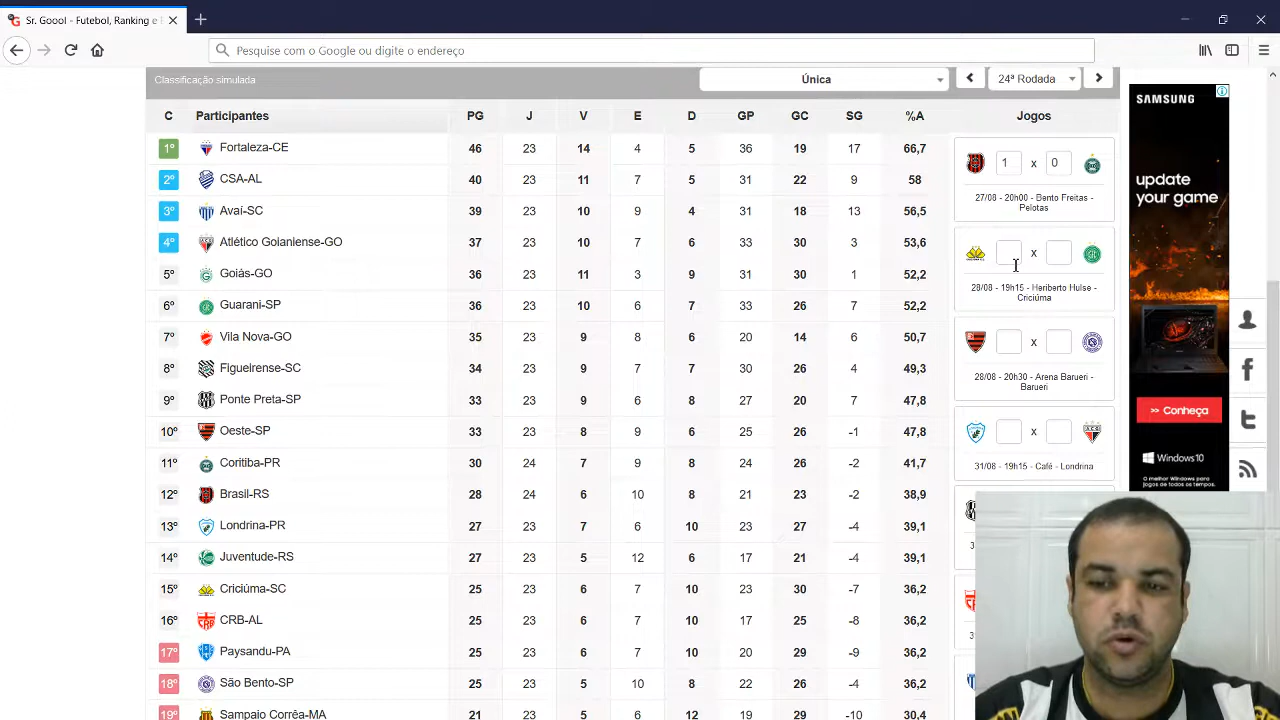 Sr. Goool - Futebol, Ranking e
Pesquise com o Google ou digite o endereço
Classificação simulada
Única
24ª Rodada
C Participantes PG J V E D GP GC SG %A Jogos
1º Fortaleza-CE 46 23 14 4 5 36 19 17 66,7
2º CSA-AL 40 23 11 7 5 31 22 9 58
3º Avaí-SC 39 23 10 9 4 31 18 13 56,5
4º Atlético Goianiense-GO 37 23 10 7 6 33 30 3 53,6
5º Goiás-GO 36 23 11 3 9 31 30 1 52,2
6º Guarani-SP 36 23 10 6 7 33 26 7 52,2
7º Vila Nova-GO 35 23 9 8 6 20 14 6 50,7
8º Figueirense-SC 34 23 9 7 7 30 26 4 49,3
9º Ponte Preta-SP 33 23 9 6 8 27 20 7 47,8
10º Oeste-SP 33 23 8 9 6 25 26 -1 47,8
11º Coritiba-PR 30 24 7 9 8 24 26 -2 41,7
12º Brasil-RS 28 24 6 10 8 21 23 -2 38,9
13º Londrina-PR 27 23 7 6 10 23 27 -4 39,1
14º Juventude-RS 27 23 5 12 6 17 21 -4 39,1
15º Criciúma-SC 25 23 6 7 10 23 30 -7 36,2
16º CRB-AL 25 23 6 7 10 17 25 -8 36,2
17º Paysandu-PA 25 23 6 7 10 20 29 -9 36,2
18º São Bento-SP 25 23 5 10 8 22 26 -4 36,2
19º Sampaio Corrêa-MA 21 23 5 6 12 19 29 -10 30,4
1 x 0
27/08 - 20h00 - Bento Freitas -
Pelotas
x
28/08 - 19h15 - Heriberto Hulse -
Criciúma
x
28/08 - 20h30 - Arena Barueri -
Barueri
x
31/08 - 19h15 - Café - Londrina
SAMSUNG
update
your game
>> Conheça
Windows 10
O melhor Windows para
jogos de todos os tempos.